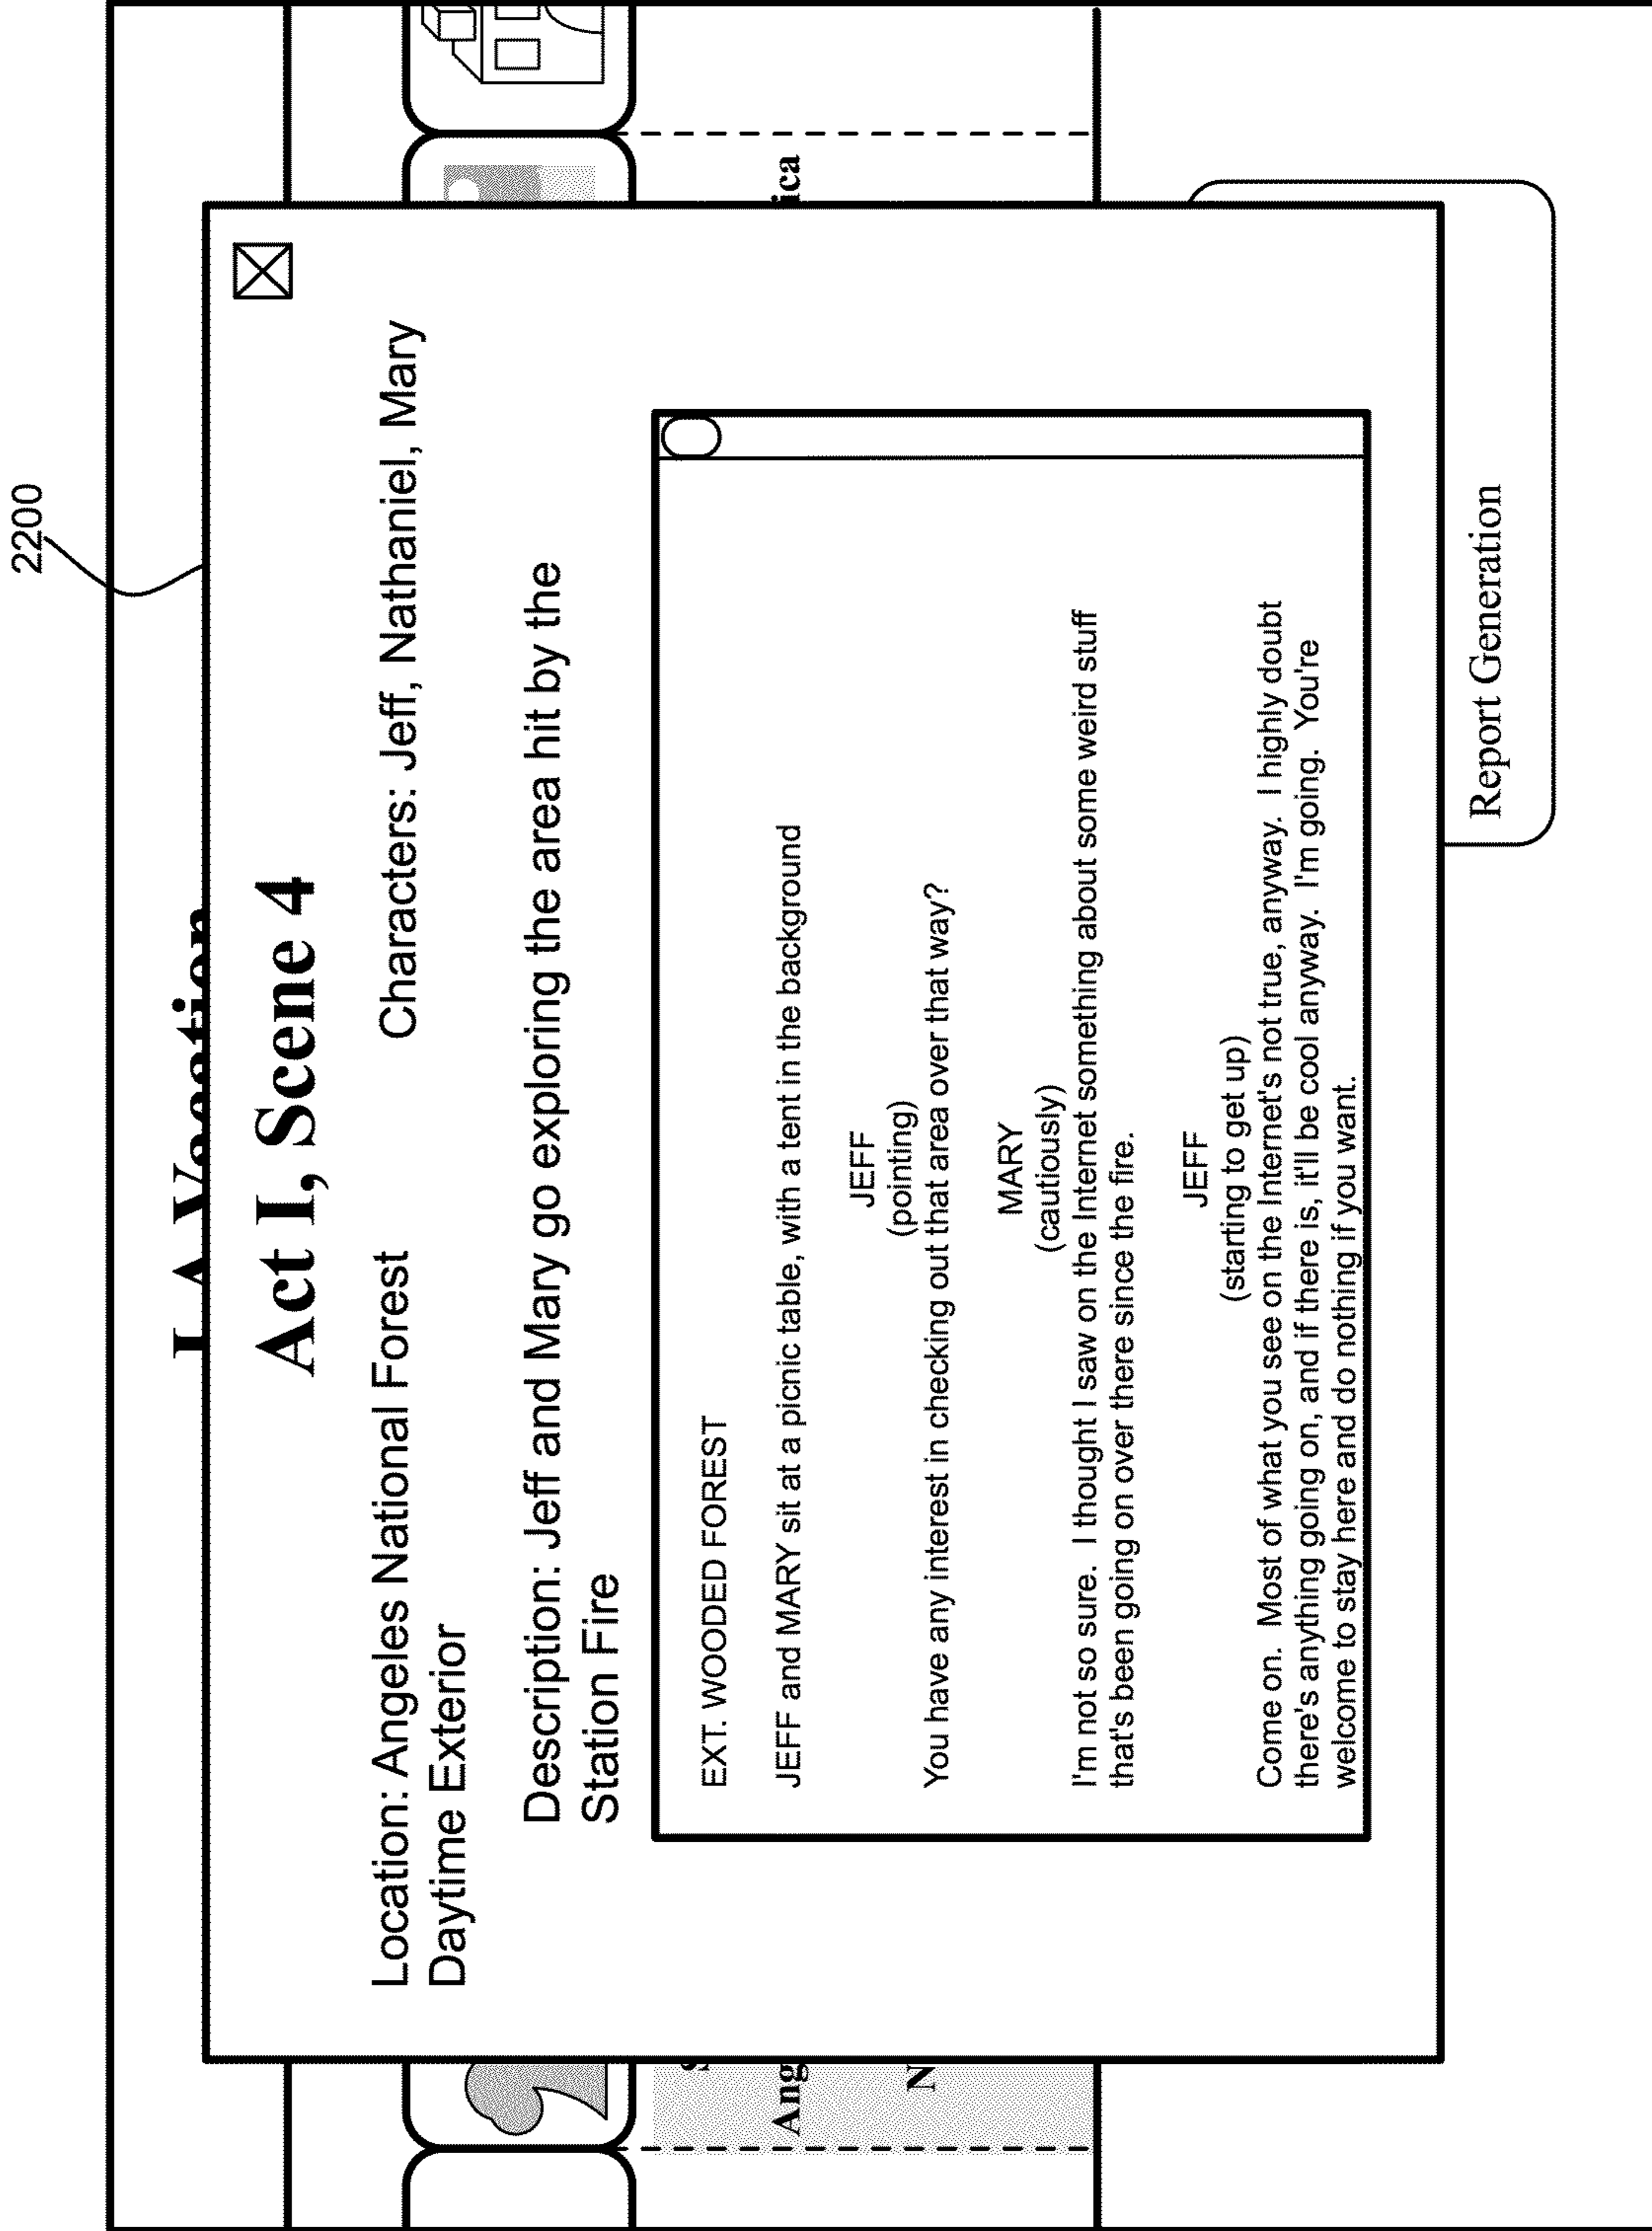 2200
Act I, Scene 4
Location: Angeles National Forest
Daytime Exterior
Characters: Jeff, Nathaniel, Mary
Description: Jeff and Mary go exploring the area hit by the
Station Fire
EXT. WOODED FOREST
JEFF and MARY sit at a picnic table, with a tent in the background
JEFF
(pointing)
You have any interest in checking out that area over that way?
MARY
(cautiously)
I'm not so sure.  I thought I saw on the Internet something about some weird stuff
that's been going on over there since the fire.
JEFF
(starting to get up)
Come on.  Most of what you see on the Internet's not true, anyway.  I highly doubt
there's anything going on, and if there is, it'll be cool anyway.  I'm going.  You're
welcome to stay here and do nothing if you want.
Ang
N
ica
Report Generation